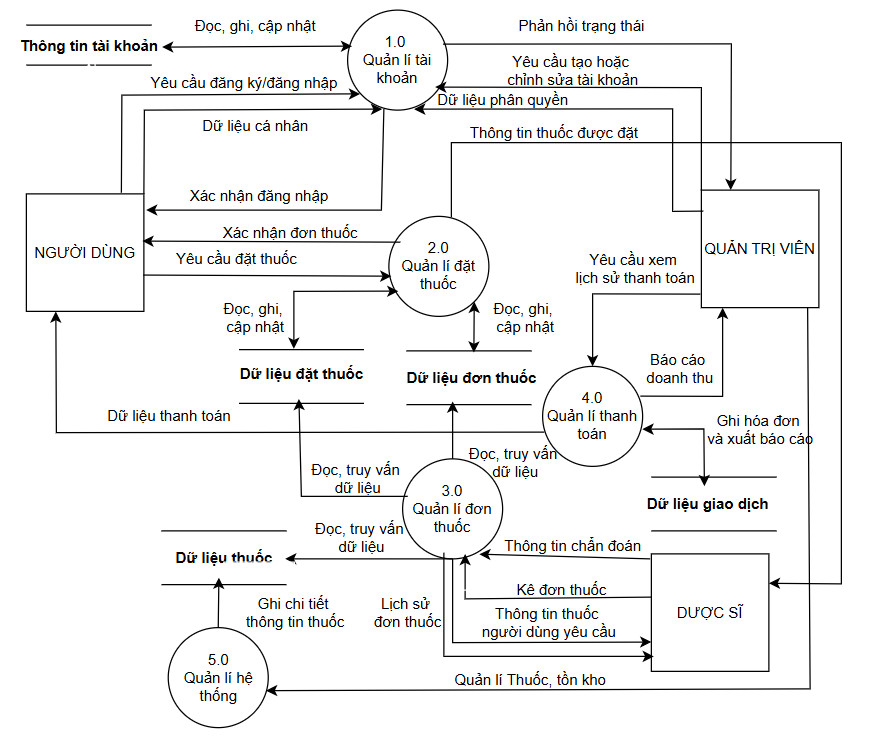 Đọc, ghi, cập nhật
Phản hồi trạng thái
Thông tin tài khoản
1.0
Quản lí tài
khoản
Yêu cầu tạo hoặc
chỉnh sửa tài khoản
Yêu cầu đăng ký/đăng nhập
Dữ liệu phân quyền
Dữ liệu cá nhân
Thông tin thuốc được đặt
Xác nhận đăng nhập
Xác nhận đơn thuốc
NGƯỜI DÙNG
Yêu cầu đặt thuốc
2.0
Quản lí đặt
thuốc
QUẢN TRỊ VIÊN
Yêu cầu xem
lịch sử thanh toán
Đọc, ghi,
cập nhật
Đọc, ghi,
cập nhật
Dữ liệu đặt thuốc
Dữ liệu đơn thuốc
Báo cáo
doanh thu
4.0
Quản lí thanh
toán
Dữ liệu thanh toán
Ghi hóa đơn
và xuất báo cáo
Đọc, truy vấn
dữ liệu
Đọc, truy vấn
dữ liệu
3.0
Quản lí đơn
thuốc
Dữ liệu giao dịch
Đọc, truy vấn
dữ liệu
Dữ liệu thuốc
Thông tin chẩn đoán
Kê đơn thuốc
Ghi chi tiết
thông tin thuốc
Lịch sử
đơn thuốc
Thông tin thuốc
người dùng yêu cầu
DƯỢC SĨ
5.0
Quản lí hệ
thống
Quản lí Thuốc, tồn kho